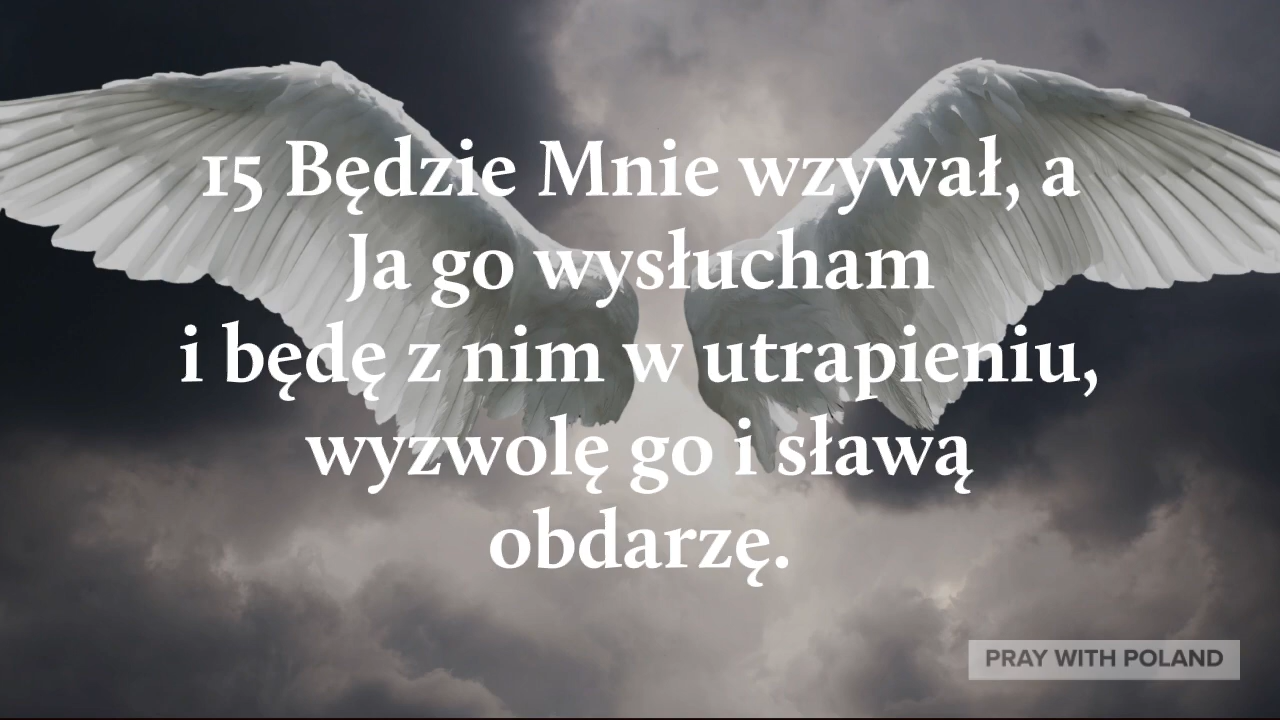 15 Będzie Mnie wzywał, a
Ja go wysłucham
i będę z nim w utrapieniu,
wyzwolę go i sławą
obdarzę.
PRAY WITH POLAND